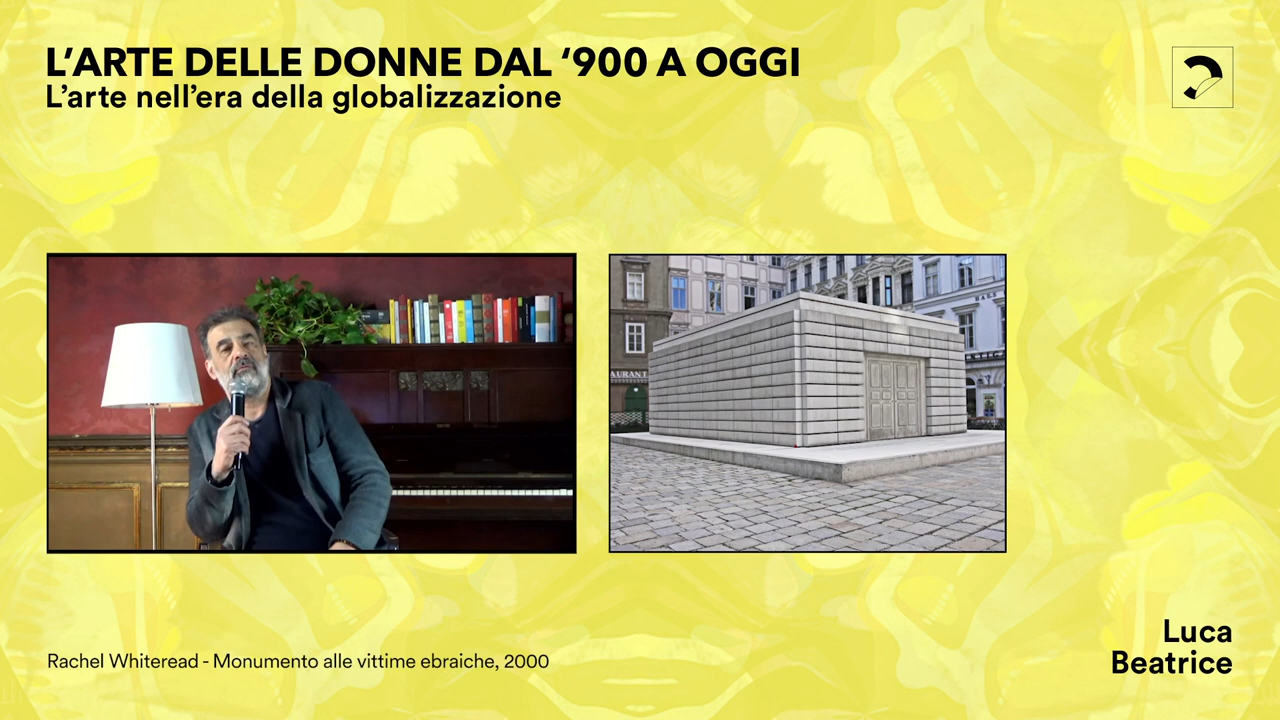 L’ARTE DELLE DONNE DAL ‘900 A OGGI
L’arte nell’era della globalizzazione
AURANT
Rachel Whiteread - Monumento alle vittime ebraiche, 2000
Luca
Beatrice